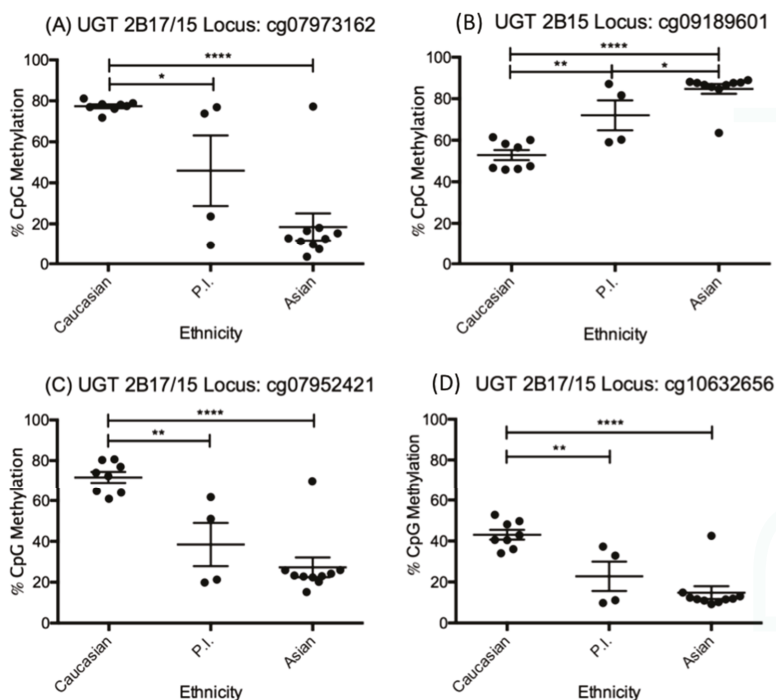 (A) UGT 2B17/15 Locus: cg07973162
****
*
100
80
60
40
20
0
% CpG Methylation
Caucasian
P.I.
Asian
Ethnicity
(B) UGT 2B15 Locus: cg09189601
****
** *
100
80
60
40
20
0
% CpG Methylation
Caucasian
P.I.
Asian
Ethnicity
(C) UGT 2B17/15 Locus: cg07952421
****
**
100
80
60
40
20
0
% CpG Methylation
Caucasian
P.I.
Asian
Ethnicity
(D) UGT 2B17/15 Locus: cg10632656
****
**
100
80
60
40
20
0
% CpG Methylation
Caucasian
P.I.
Asian
Ethnicity